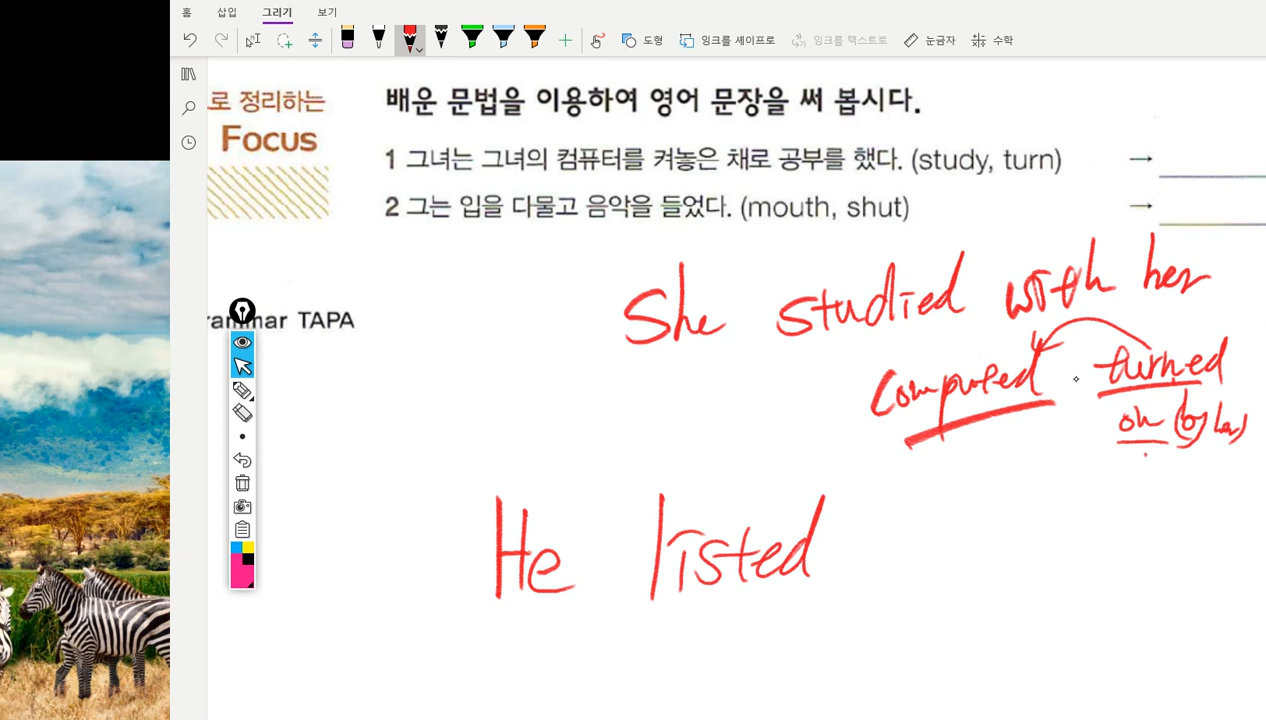 홈 삽입 그리기 보기
도형 잉크를 셰이프로 잉크를 텍스트로 눈금자 수학
로 정리하는
Focus
배운 문법을 이용하여 영어 문장을 써 봅시다.
1 그녀는 그녀의 컴퓨터를 켜놓은 채로 공부를 했다. (study, turn) →
2 그는 입을 다물고 음악을 들었다. (mouth, shut) →
She studied with her
turned
on (by her)
rammar TAPA
He listed